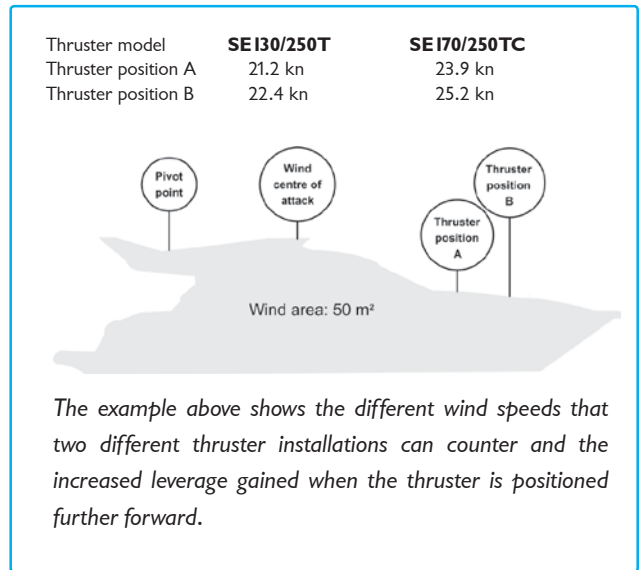 Thruster model SE130/250T SE170/250TC
Thruster position A 21.2 kn 23.9 kn
Thruster position B 22.4 kn 25.2 kn
Pivot
point
Wind
centre of
attack
Thruster
position
B
Thruster
position
A
Wind area: 50 m²
The example above shows the different wind speeds that
two different thruster installations can counter and the
increased leverage gained when the thruster is positioned
further forward.